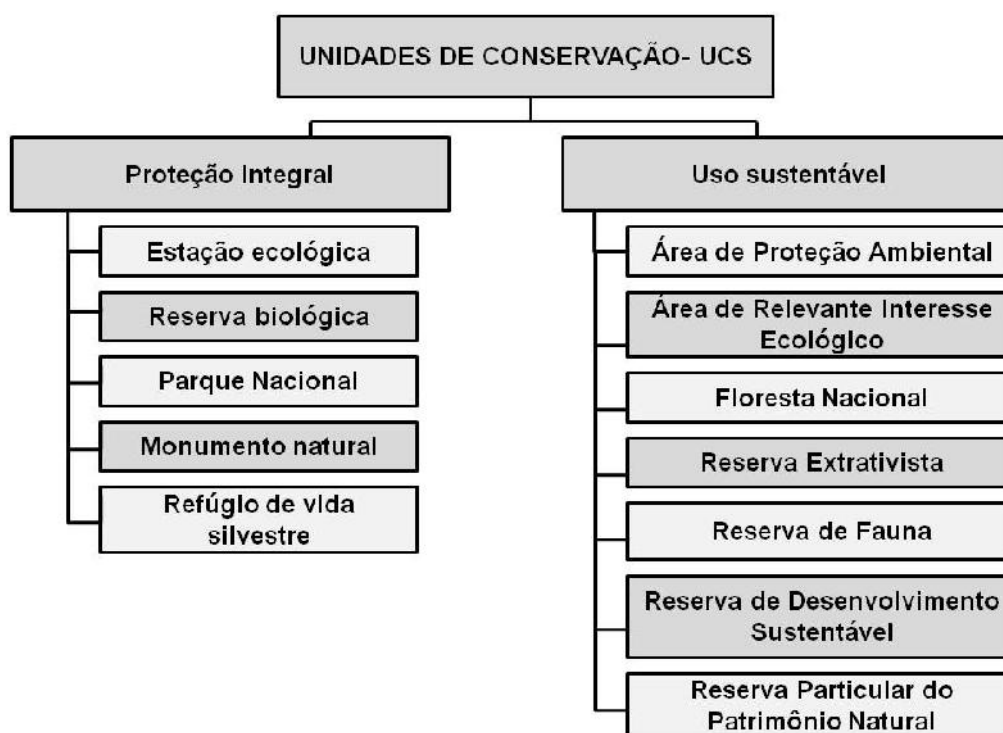 UNIDADES DE CONSERVAÇÃO- UCS
Proteção Integral
Estação ecológica
Reserva biológica
Parque Nacional
Monumento natural
Refúgio de vida
silvestre
Uso sustentável
Área de Proteção Ambiental
Área de Relevante Interesse
Ecológico
Floresta Nacional
Reserva Extrativista
Reserva de Fauna
Reserva de Desenvolvimento
Sustentável
Reserva Particular do
Patrimônio Natural